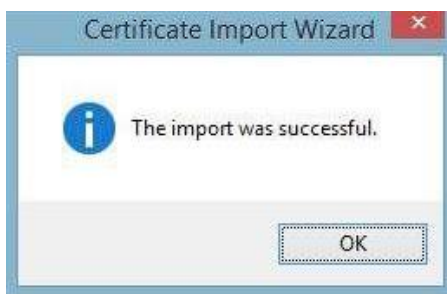 Certificate Import Wizard
The import was successful.
OK